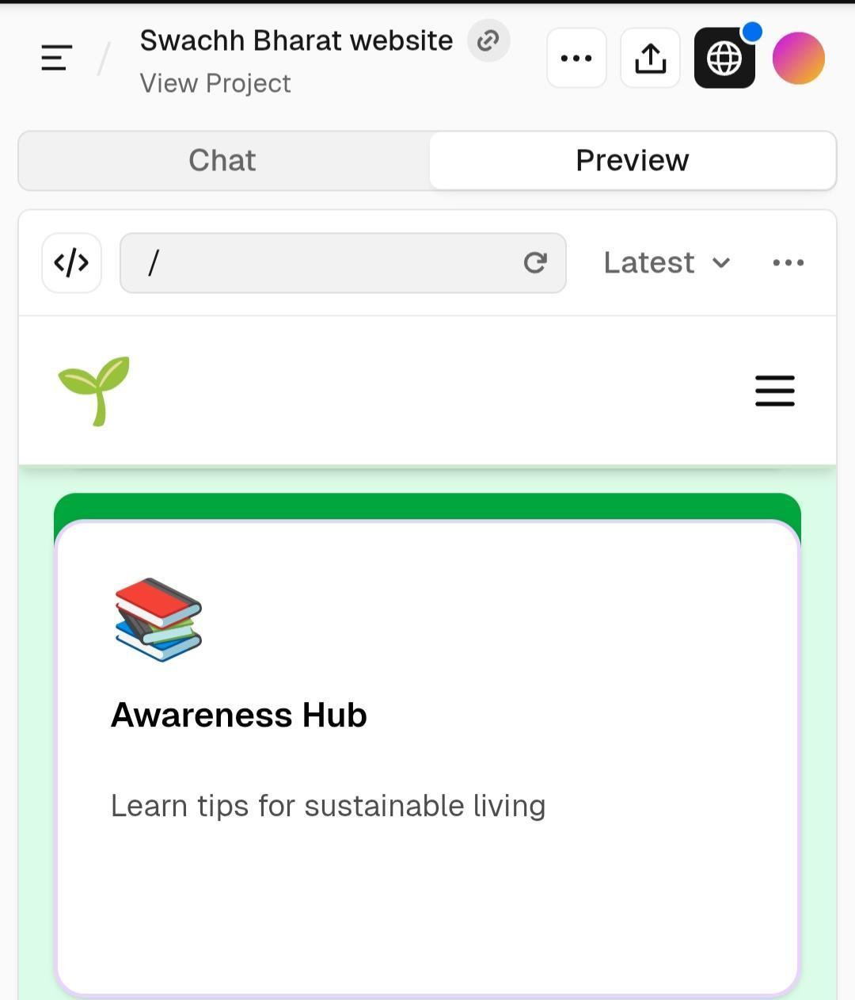 Swachh Bharat website
View Project
Chat
Preview
</>
/
Latest
Awareness Hub
Learn tips for sustainable living